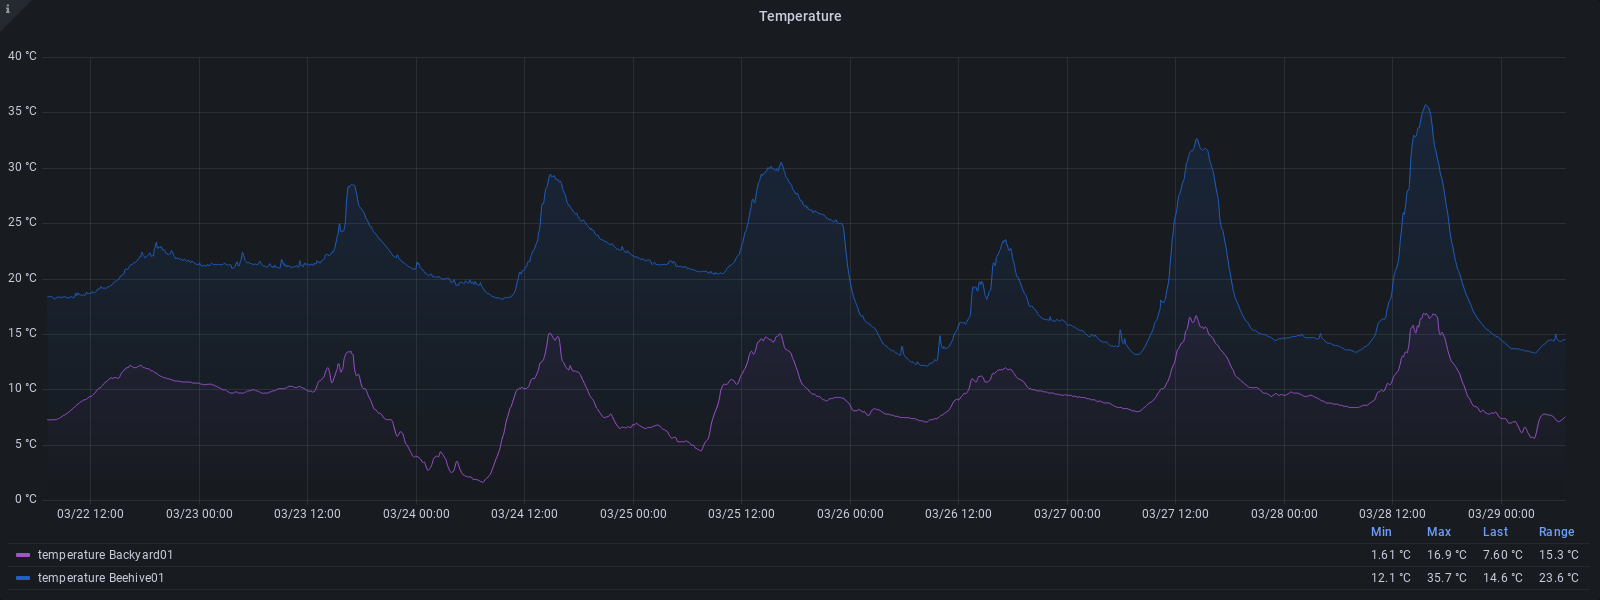 i
Temperature
40 °C
35 °C
30 °C
25 °C
20 °C
15 °C
10 °C
5 °C
0 °C
03/22 12:00 03/23 00:00 03/23 12:00 03/24 00:00 03/24 12:00 03/25 00:00 03/25 12:00 03/26 00:00 03/26 12:00 03/27 00:00 03/27 12:00 03/28 00:00 03/28 12:00 03/29 00:00
Min Max Last Range
temperature Backyard01 1.61 °C 16.9 °C 7.60 °C 15.3 °C
temperature Beehive01 12.1 °C 35.7 °C 14.6 °C 23.6 °C